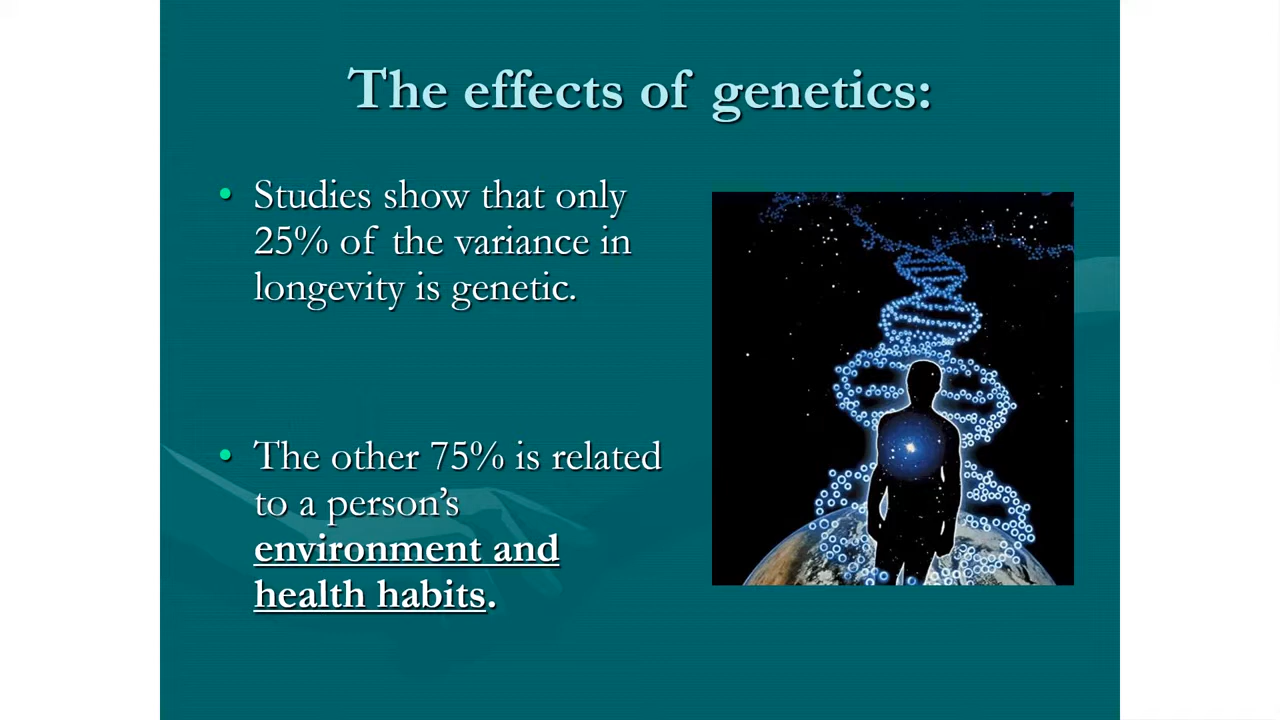 The effects of genetics:
• Studies show that only
25% of the variance in
longevity is genetic.
• The other 75% is related
to a person’s
environment and
health habits.